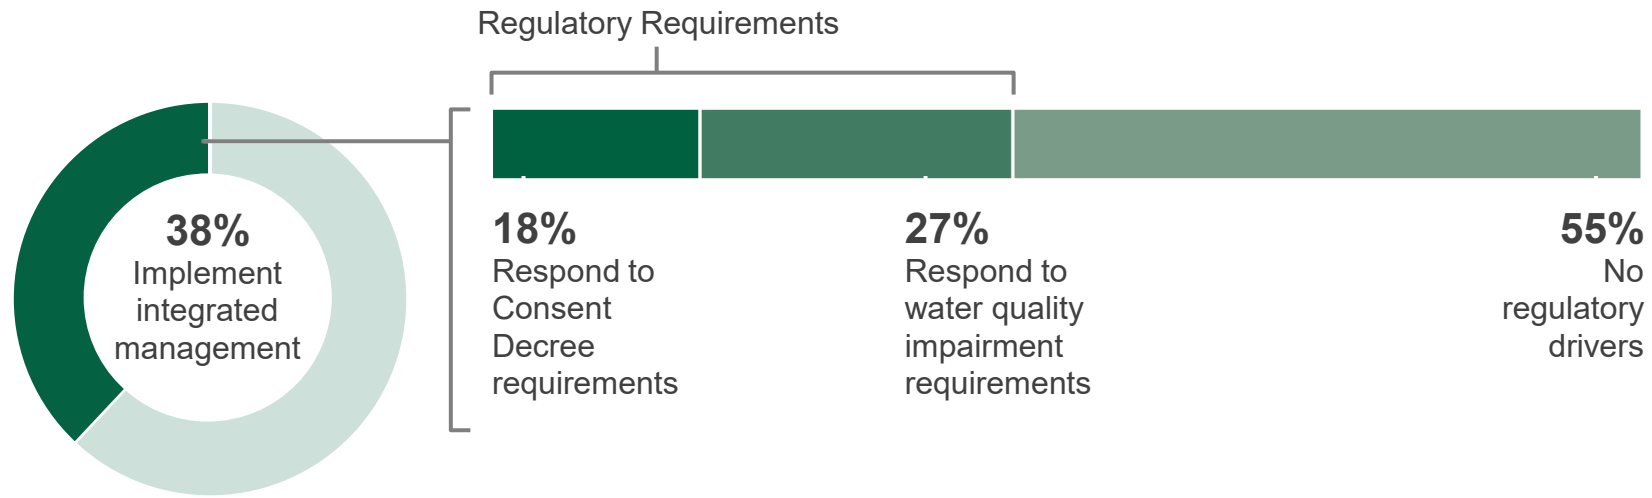 Regulatory Requirements
38%
Implement
integrated
management
18%
Respond to
Consent
Decree
requirements
27%
Respond to
water quality
impairment
requirements
55%
No
regulatory
drivers